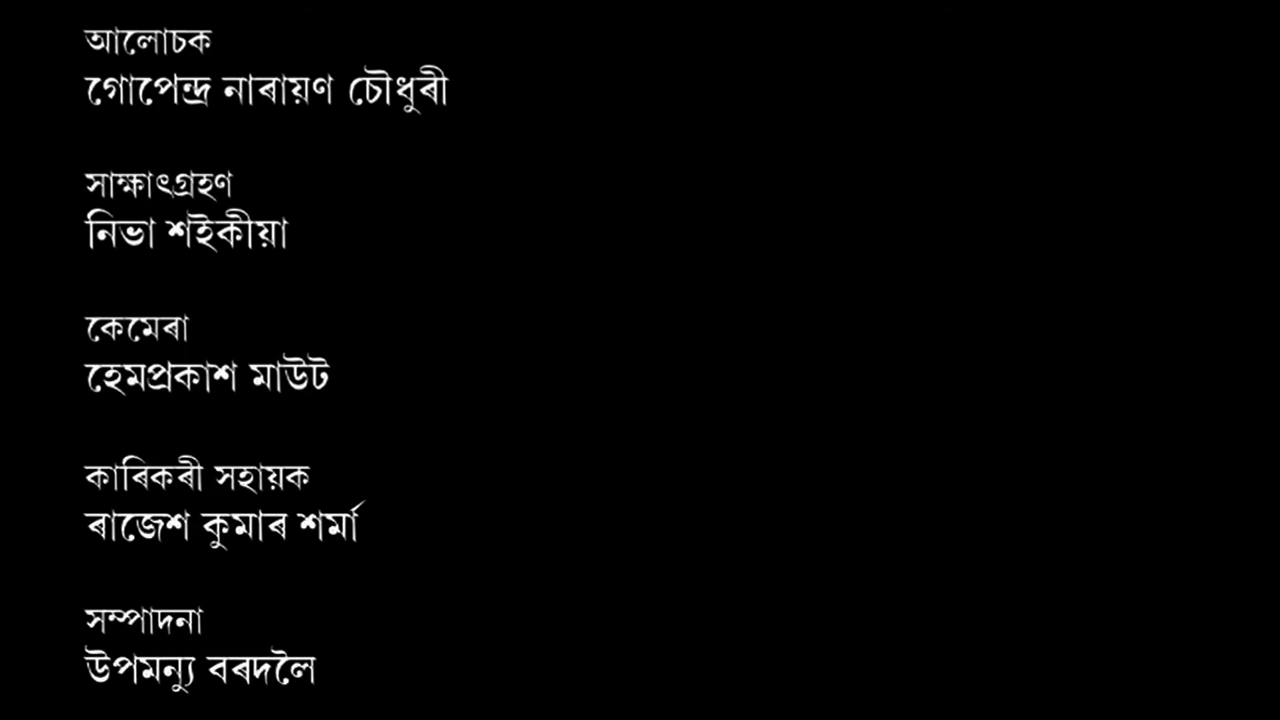 আলোচক
গোপেন্দ্ৰ নাৰায়ণ চৌধুৰী
সাক্ষাৎগ্ৰহণ
নিভা শইকীয়া
কেমেৰা
হেমপ্ৰকাশ মাউট
কাৰিকৰী সহায়ক
ৰাজেশ কুমাৰ শৰ্মা
সম্পাদনা
উপমন্যু বৰদলৈ